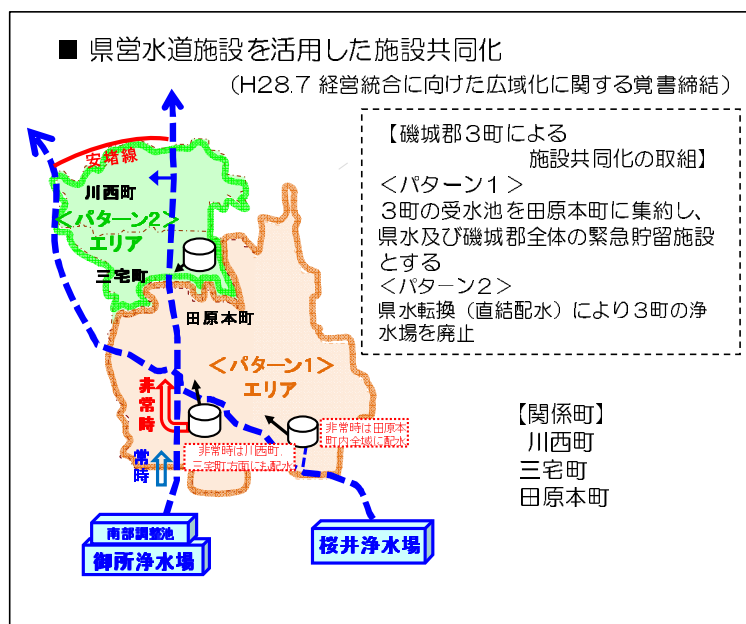 ■ 県営水道施設を活用した施設共同化
（H28.7 経営統合に向けた広域化に関する覚書締結）
【磯城郡３町による
施設共同化の取組】
＜パターン１＞
３町の受水池を田原本町に集約し、
県水及び磯城郡全体の緊急貯留施設
とする
＜パターン２＞
県水転換（直結配水）により３町の浄
水場を廃止
安堵線
川西町
＜パターン2＞
エリア
三宅町
田原本町
＜パターン1＞
エリア
非常時
常時
非常時は田原本
町内全域に配水
非常時は川西町、
三宅町方面にも配水
南部調整池
御所浄水場
桜井浄水場
【関係町】
川西町
三宅町
田原本町